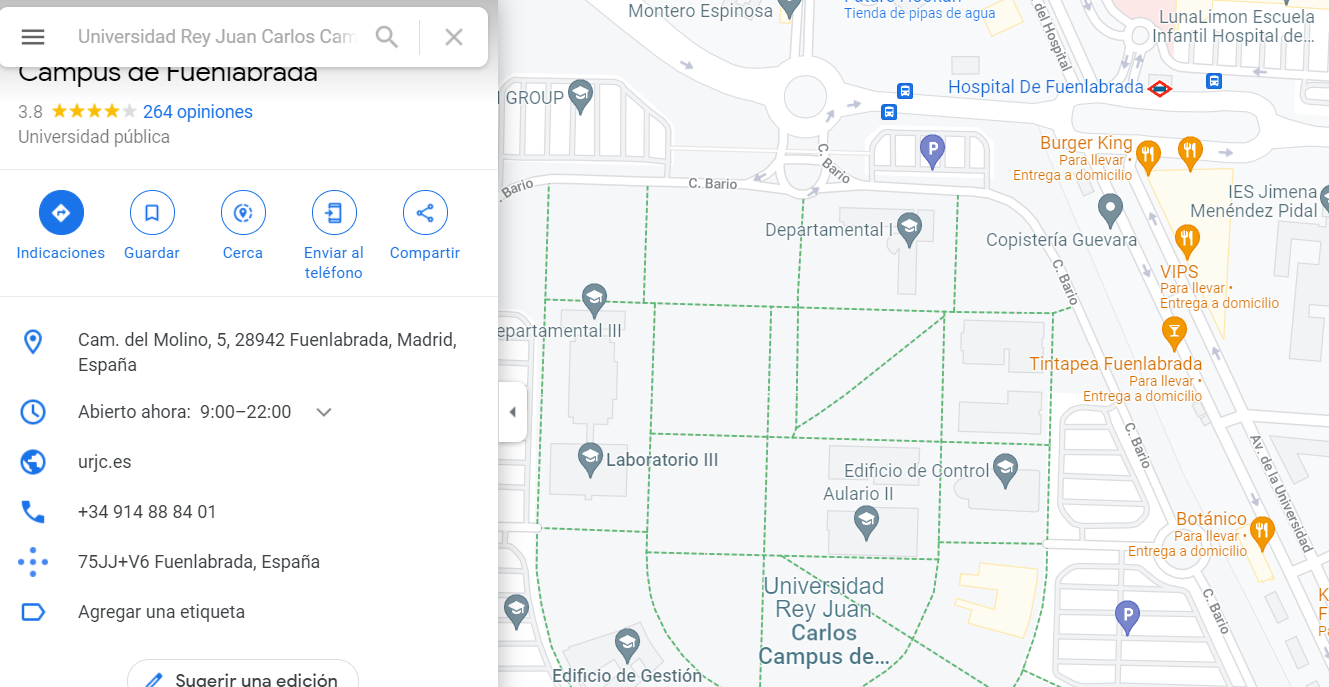 Universidad Rey Juan Carlos Cam
Campus de Fuenlabrada
3.8
264 opiniones
Universidad pública
Indicaciones
Guardar
Cerca
Enviar al
teléfono
Compartir
Cam. del Molino, 5, 28942 Fuenlabrada, Madrid,
España
Abierto ahora: 9:00–22:00
urjc.es
+34 914 88 84 01
75JJ+V6 Fuenlabrada, España
Agregar una etiqueta
Sugerir una edición
Montero Espinosa
Tienda de pipas de agua
del Hospital
LunaLimon Escuela
Infantil Hospital de...
GROUP
Hospital De Fuenlabrada
P
Burger King
Para llevar •
Entrega a domicilio
C. Bario
C. Bario
Bario
IES Jimena
Menéndez Pidal
Departamental I
Copistería Guevara
VIPS
Para llevar •
Entrega a domicilio
C. Bario
epartamental III
Tintapea Fuenlabrada
Para llevar •
Entrega a domicilio
C. Bario
Av. de la Universidad
Laboratorio III
Edificio de Control
Aulario II
Botánico
Para llevar •
Entrega a domicilio
Universidad
Rey Juan
Carlos
Campus de...
C. Bario
P
Edificio de Gestión